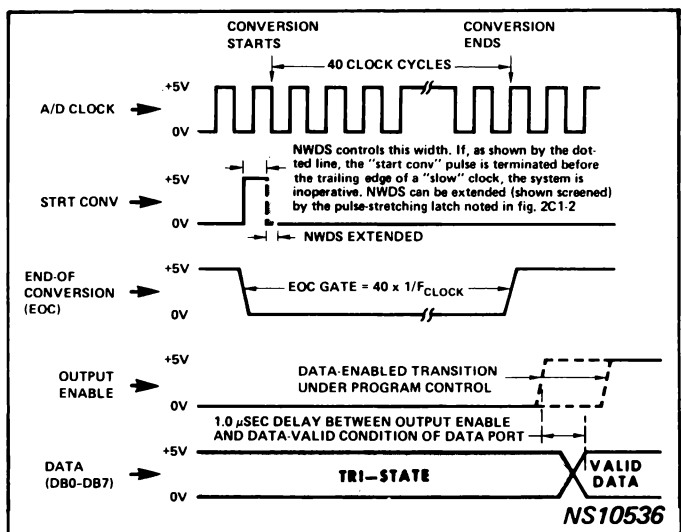 CONVERSION STARTS
CONVERSION ENDS
40 CLOCK CYCLES
A/D CLOCK
+5V
0V
STRT CONV
+5V
0V
NWDS controls this width. If, as shown by the dot-
ted line, the "start conv" pulse is terminated before
the trailing edge of a "slow" clock, the system is
inoperative. NWDS can be extended (shown screened)
by the pulse-stretching latch noted in fig. 2C1-2
NWDS EXTENDED
END-OF
CONVERSION
(EOC)
+5V
0V
EOC GATE = 40 x 1/FCLOCK
OUTPUT
ENABLE
+5V
0V
DATA-ENABLED TRANSITION
UNDER PROGRAM CONTROL
1.0 μSEC DELAY BETWEEN OUTPUT ENABLE
AND DATA-VALID CONDITION OF DATA PORT
DATA
(DB0-DB7)
+5V
0V
TRI-STATE
VALID
DATA
NS10536